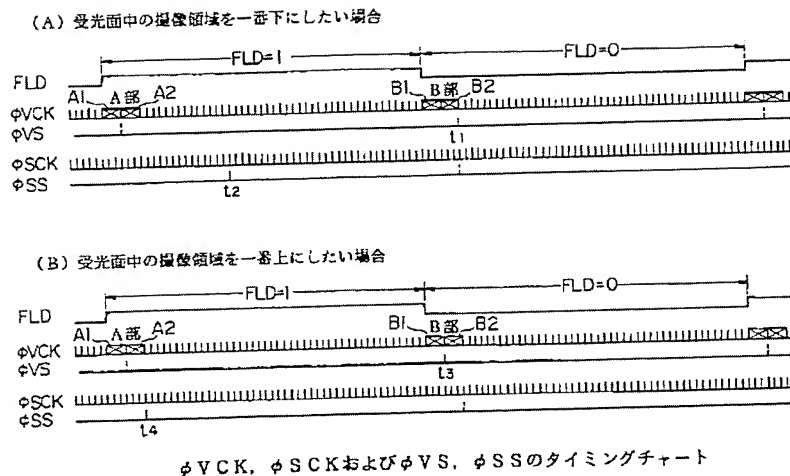 (A) 受光面中の撮像領域を一番下にしたい場合
FLD=1 FLD=0
FLD
A1 A部 A2 B1 B部 B2
φVCK
φVS t1
φSCK
φSS t2
(B) 受光面中の撮像領域を一番上にしたい場合
FLD=1 FLD=0
FLD
A1 A部 A2 B1 B部 B2
φVCK
φVS t3
φSCK
φSS t4
φVCK, φSCKおよびφVS, φSSのタイミングチャート